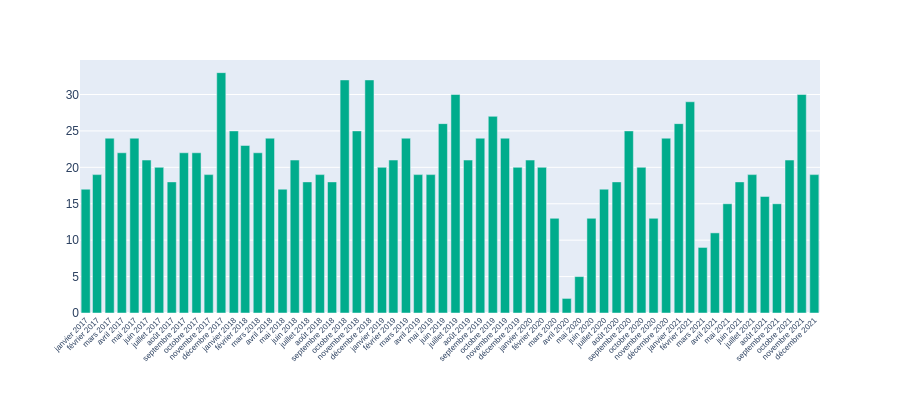 30
25
20
15
10
5
0
janvier 2017
février 2017
mars 2017
avril 2017
mai 2017
juin 2017
juillet 2017
août 2017
septembre 2017
octobre 2017
novembre 2017
décembre 2017
janvier 2018
février 2018
mars 2018
avril 2018
mai 2018
juin 2018
juillet 2018
août 2018
septembre 2018
octobre 2018
novembre 2018
décembre 2018
janvier 2019
février 2019
mars 2019
avril 2019
mai 2019
juin 2019
juillet 2019
août 2019
septembre 2019
octobre 2019
novembre 2019
décembre 2019
janvier 2020
février 2020
mars 2020
avril 2020
mai 2020
juin 2020
juillet 2020
août 2020
septembre 2020
octobre 2020
novembre 2020
décembre 2020
janvier 2021
février 2021
mars 2021
avril 2021
mai 2021
juin 2021
juillet 2021
août 2021
septembre 2021
octobre 2021
novembre 2021
décembre 2021